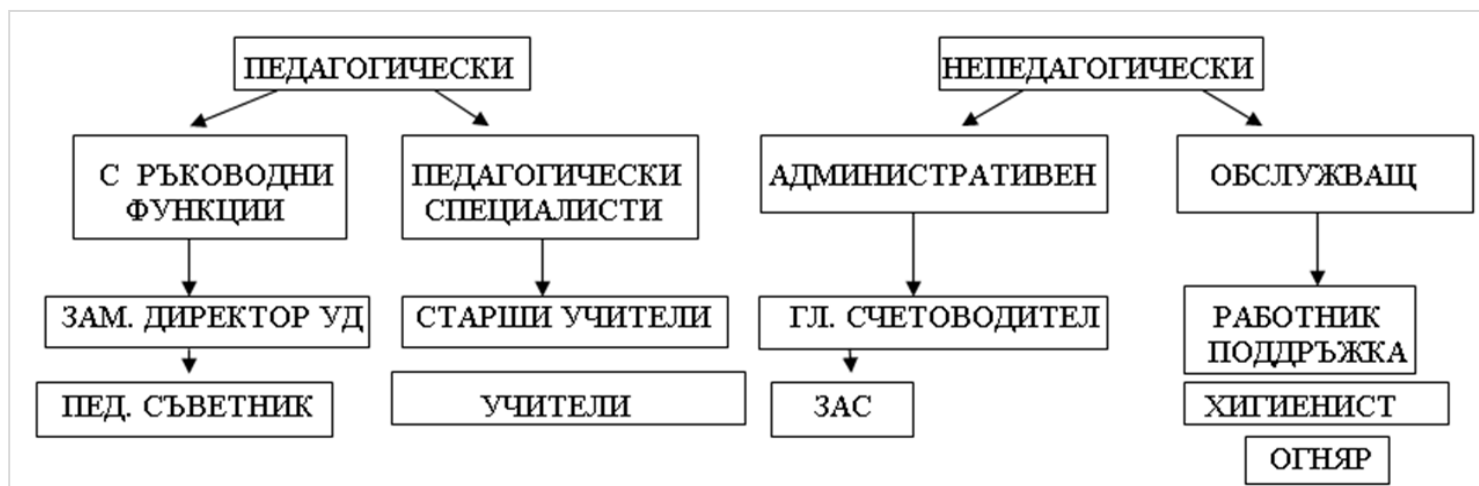 ПЕДАГОГИЧЕСКИ
НЕПЕДАГОГИЧЕСКИ
С РЪКОВОДНИ
ФУНКЦИИ
ПЕДАГОГИЧЕСКИ
СПЕЦИАЛИСТИ
АДМИНИСТРАТИВЕН
ОБСЛУЖВАЩ
ЗАМ. ДИРЕКТОР УД
СТАРШИ УЧИТЕЛИ
ГЛ. СЧЕТОВОДИТЕЛ
РАБОТНИК
ПОДДРЪЖКА
ПЕД. СЪВЕТНИК
УЧИТЕЛИ
ЗАС
ХИГИЕНИСТ
ОГНЯР